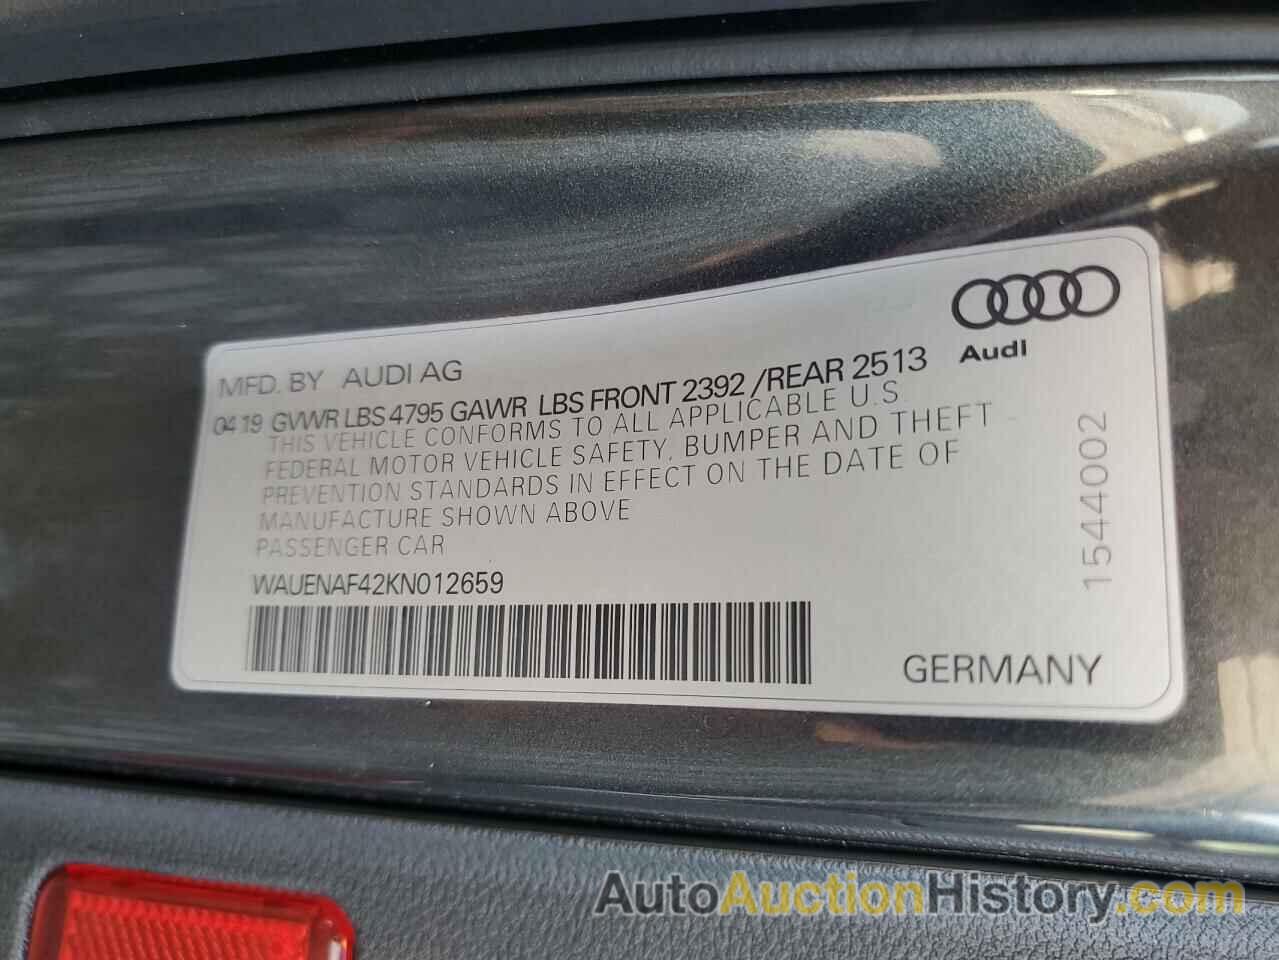 MFD. BY AUDI AG
Audi
04 19 GVWR LBS 4795 GAWR LBS FRONT 2392 /REAR 2513
THIS VEHICLE CONFORMS TO ALL APPLICABLE U.S
FEDERAL MOTOR VEHICLE SAFETY, BUMPER AND THEFT
PREVENTION STANDARDS IN EFFECT ON THE DATE OF
MANUFACTURE SHOWN ABOVE
PASSENGER CAR
WAUENAF42KN012659
GERMANY
1544002
AutoAuctionHistory.com